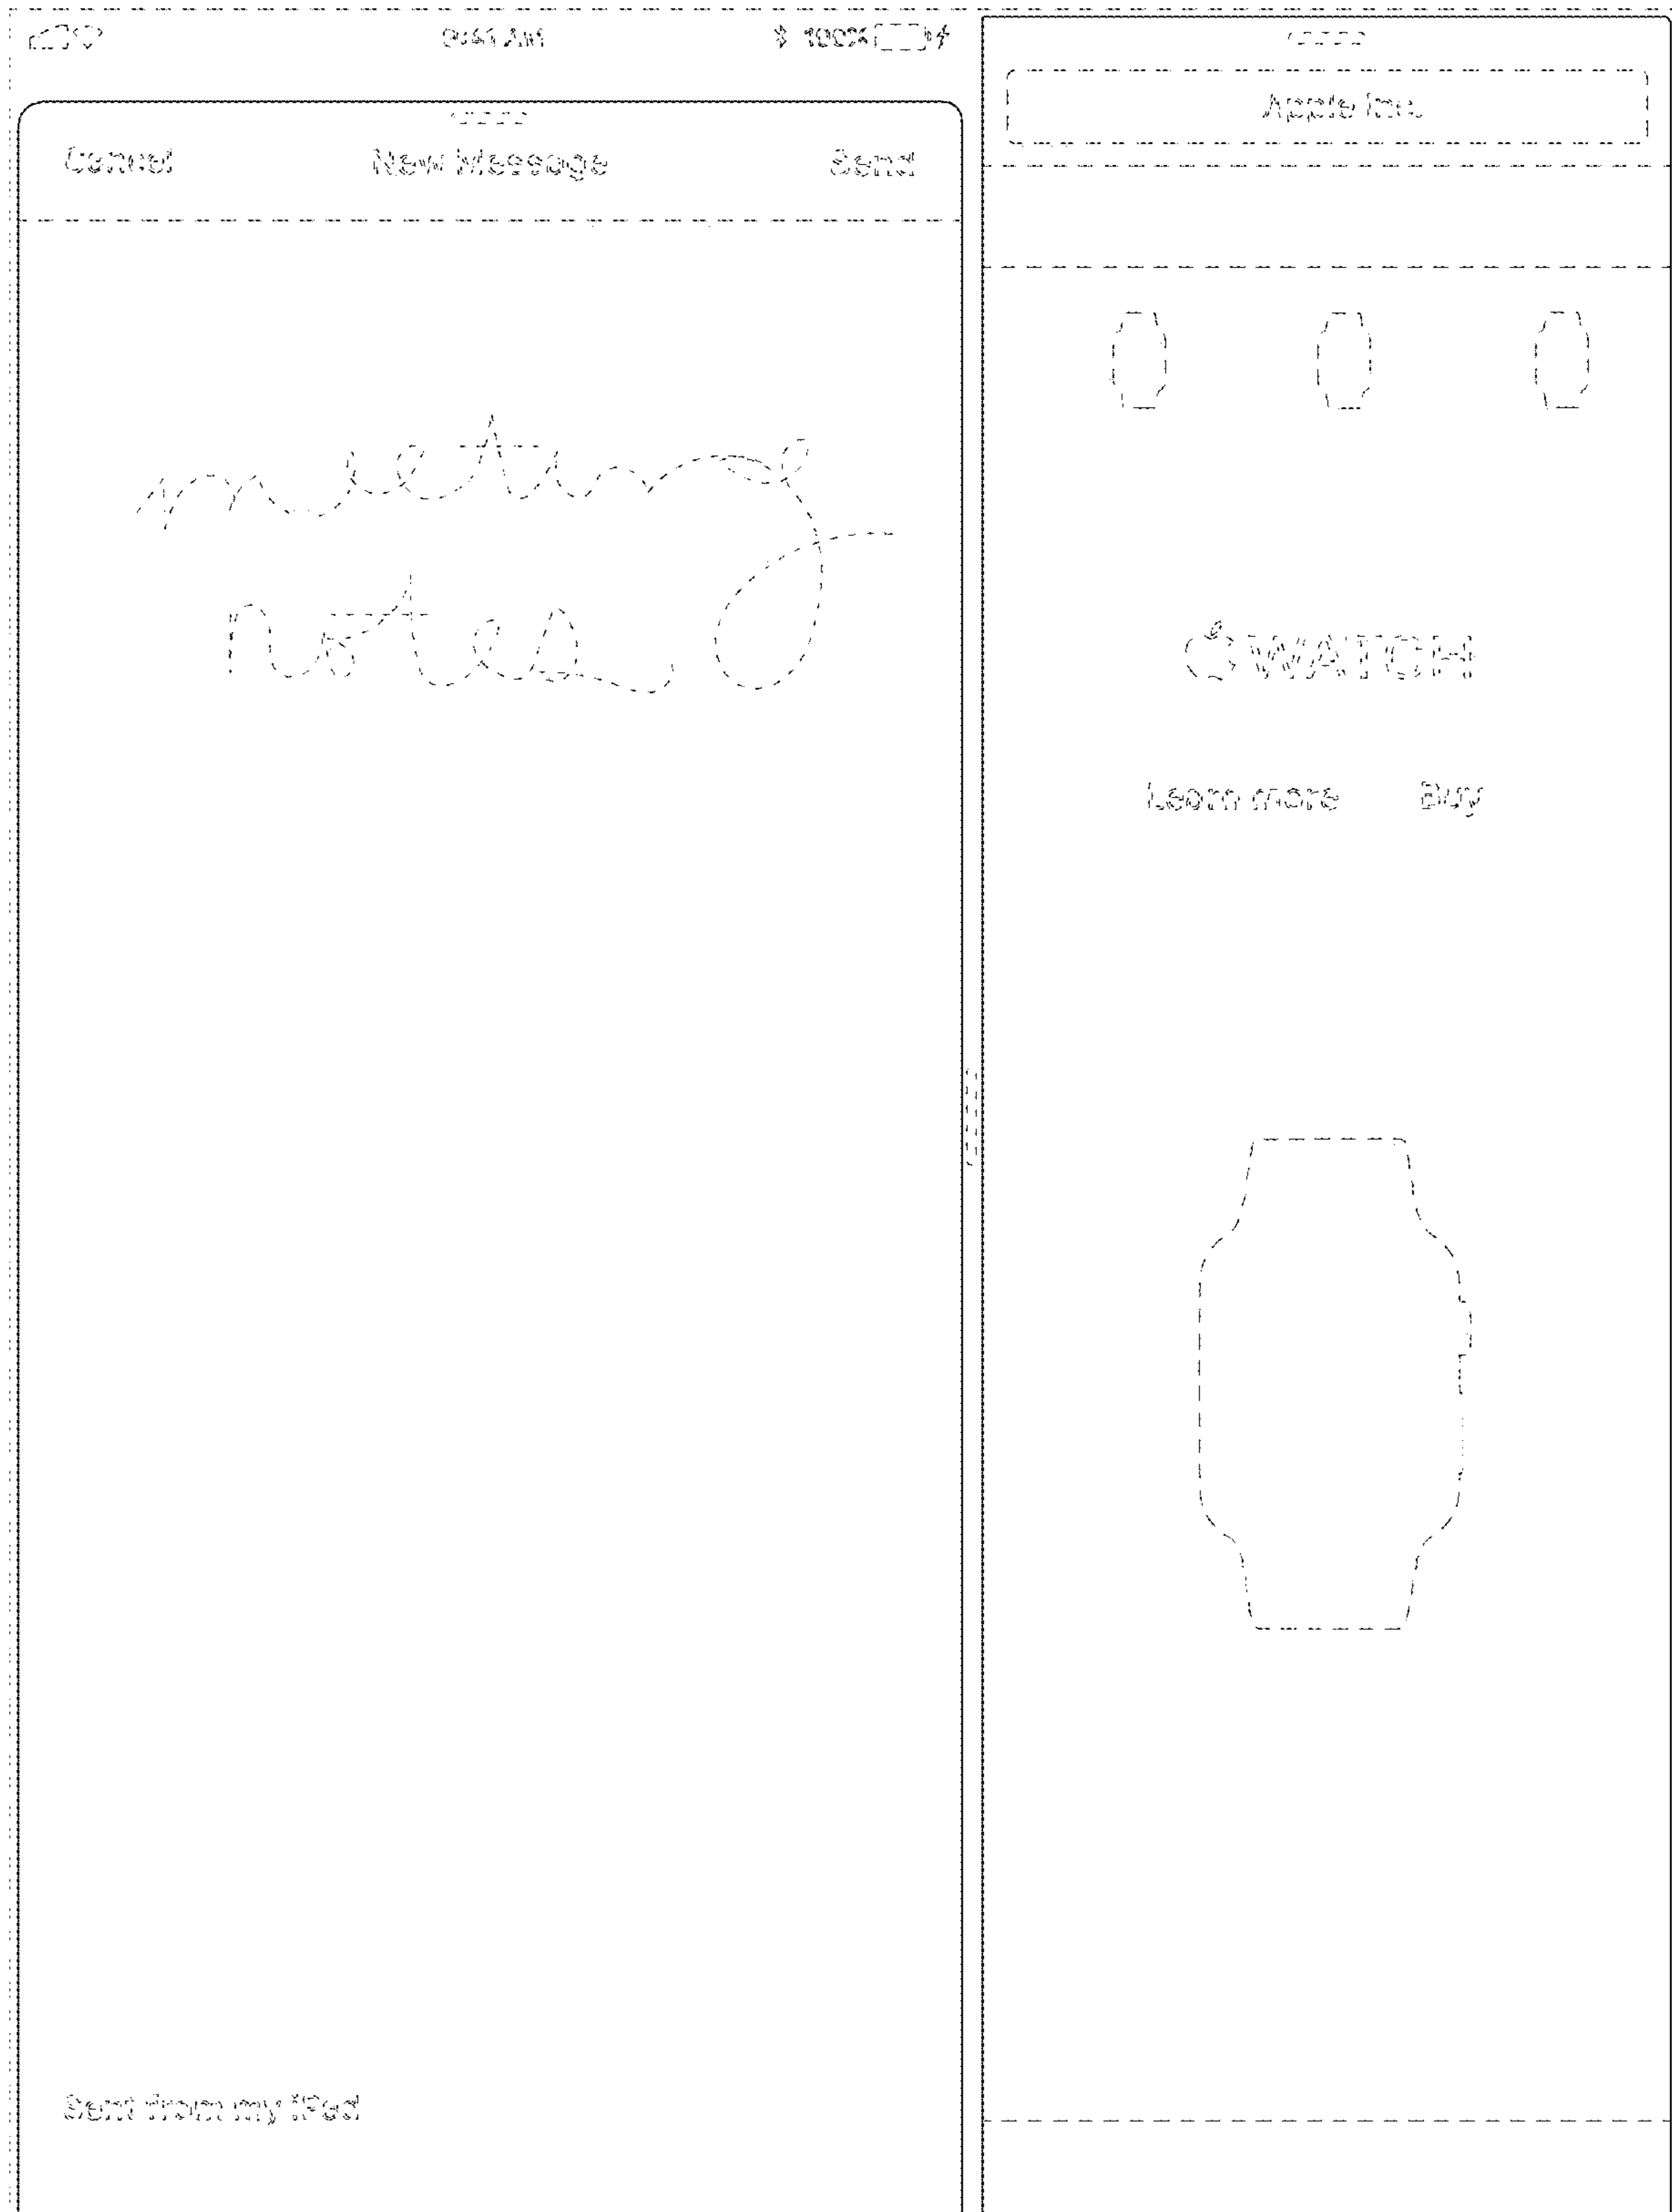 9:41 AM
100%
Cancel New Message Send
meeting
notes
Sent from my iPad
Apple Inc.
WATCH
Learn more Buy